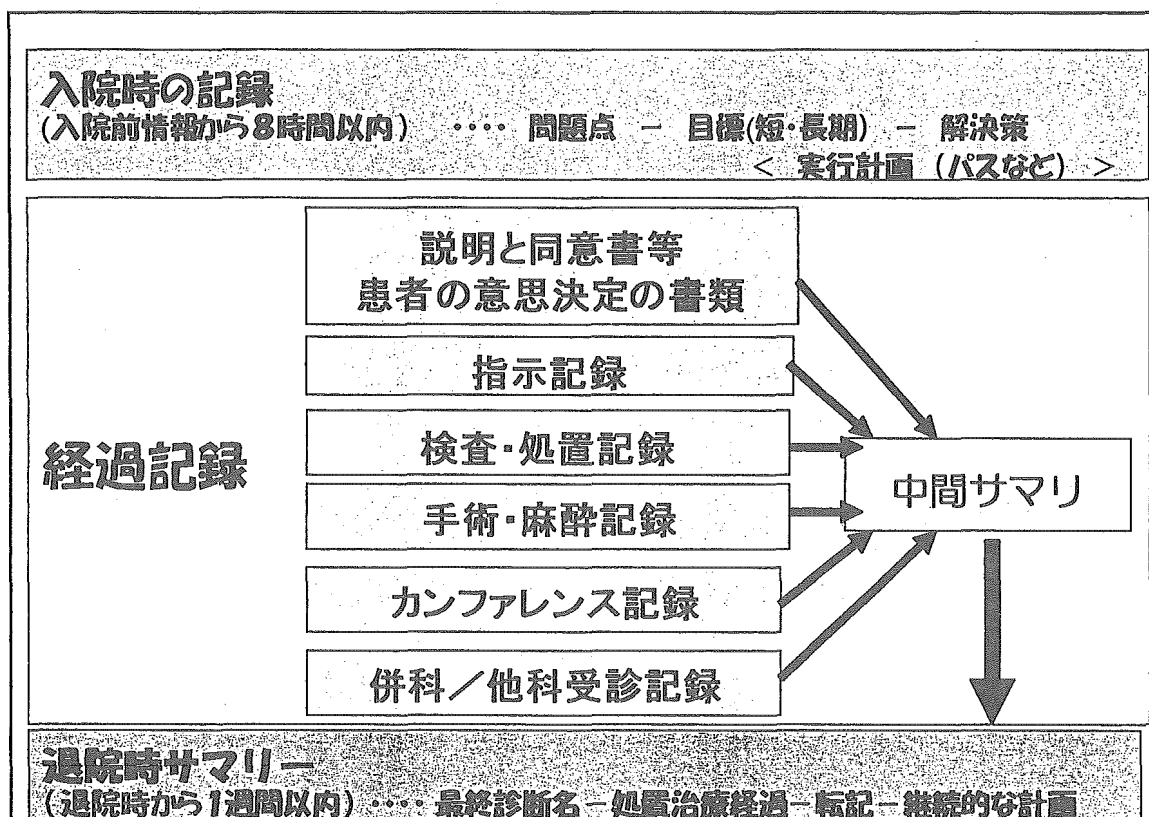 入院時の記録
(入院前情報から8時間以内) ‥‥ 問題点 － 目標(短･長期) － 解決策
< 実行計画 (パスなど) >
説明と同意書等
患者の意思決定の書類
指示記録
検査･処置記録
経過記録
中間サマリ
手術･麻酔記録
カンファレンス記録
併科／他科受診記録
退院時サマリー
(退院時から1週間以内) ‥‥ 最終診断名－処置治療経過－転記－継続的な計画